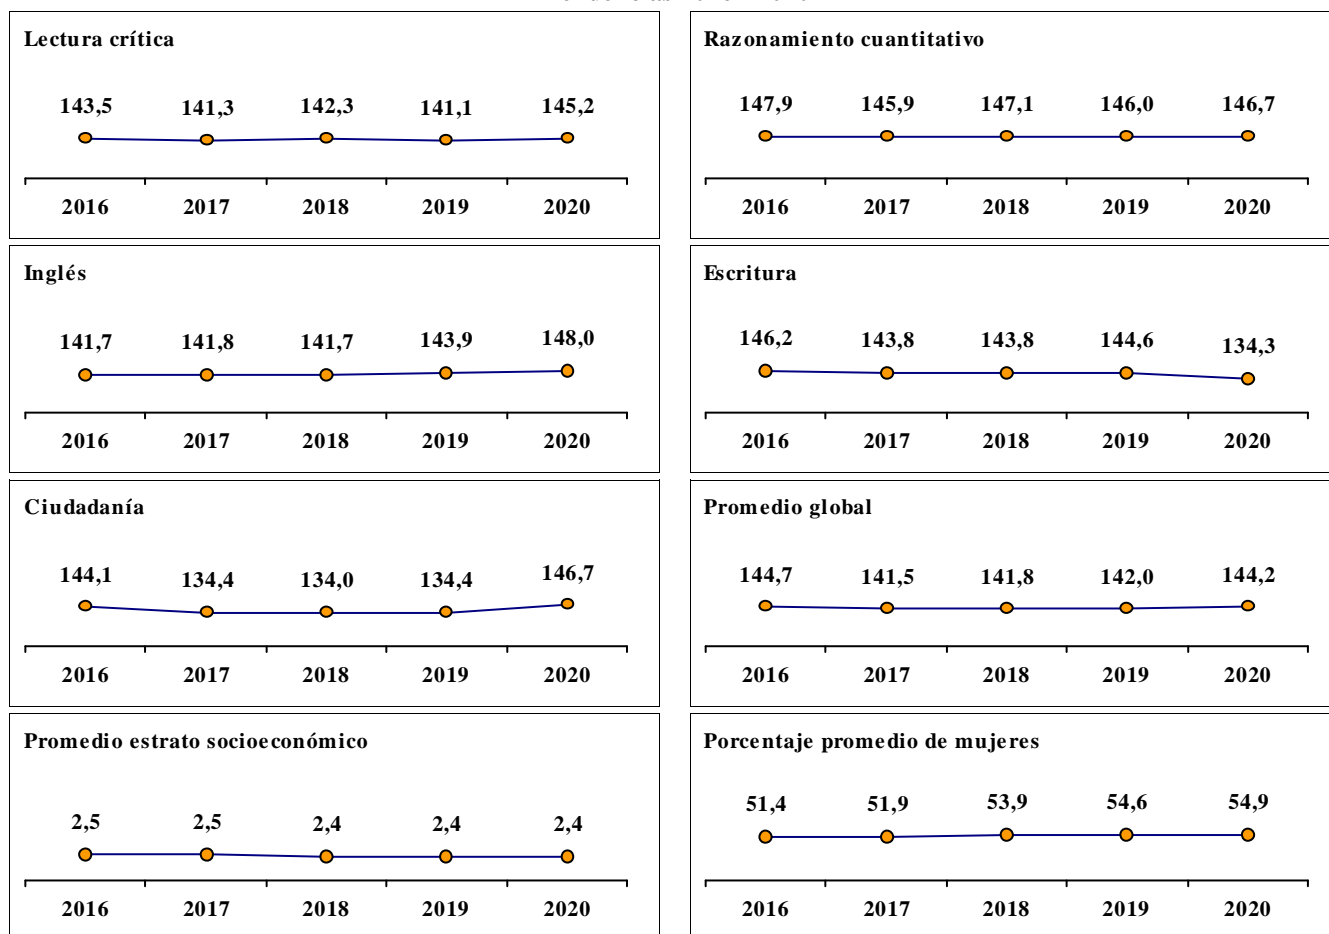 Lectura crítica
143,5 141,3 142,3 141,1 145,2
2016 2017 2018 2019 2020
Razonamiento cuantitativo
147,9 145,9 147,1 146,0 146,7
2016 2017 2018 2019 2020
Inglés
141,7 141,8 141,7 143,9 148,0
2016 2017 2018 2019 2020
Escritura
146,2 143,8 143,8 144,6 134,3
2016 2017 2018 2019 2020
Ciudadanía
144,1 134,4 134,0 134,4 146,7
2016 2017 2018 2019 2020
Promedio global
144,7 141,5 141,8 142,0 144,2
2016 2017 2018 2019 2020
Promedio estrato socioeconómico
2,5 2,5 2,4 2,4 2,4
2016 2017 2018 2019 2020
Porcentaje promedio de mujeres
51,4 51,9 53,9 54,6 54,9
2016 2017 2018 2019 2020